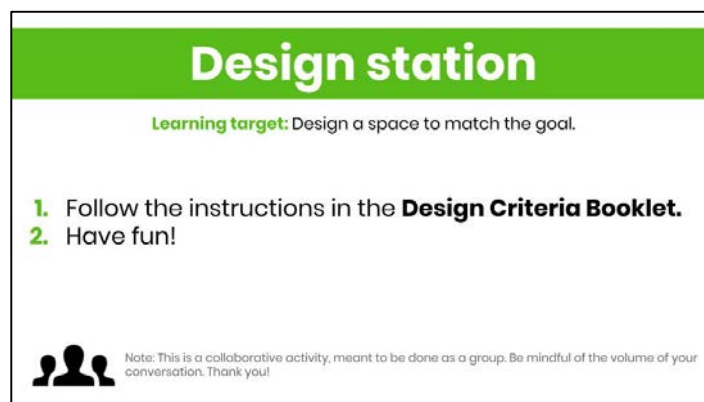 Design station
Learning target: Design a space to match the goal.
1. Follow the instructions in the Design Criteria Booklet.
2. Have fun!
Note: This is a collaborative activity, meant to be done as a group. Be mindful of the volume of your
conversation. Thank you!